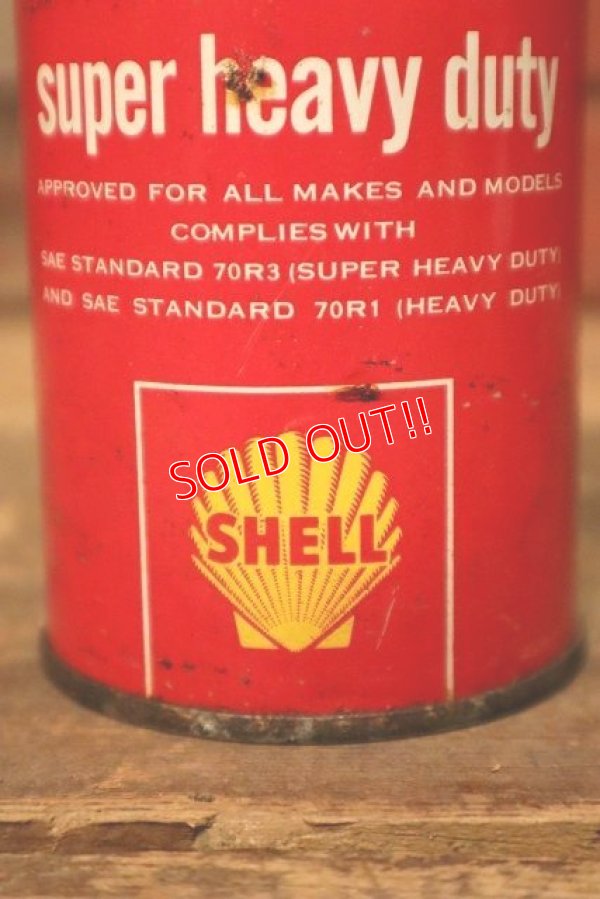 super heavy duty
APPROVED FOR ALL MAKES AND MODELS
COMPLIES WITH
SAE STANDARD 70R3 (SUPER HEAVY DUTY)
AND SAE STANDARD 70R1 (HEAVY DUTY)
SOLD OUT!!
SHELL